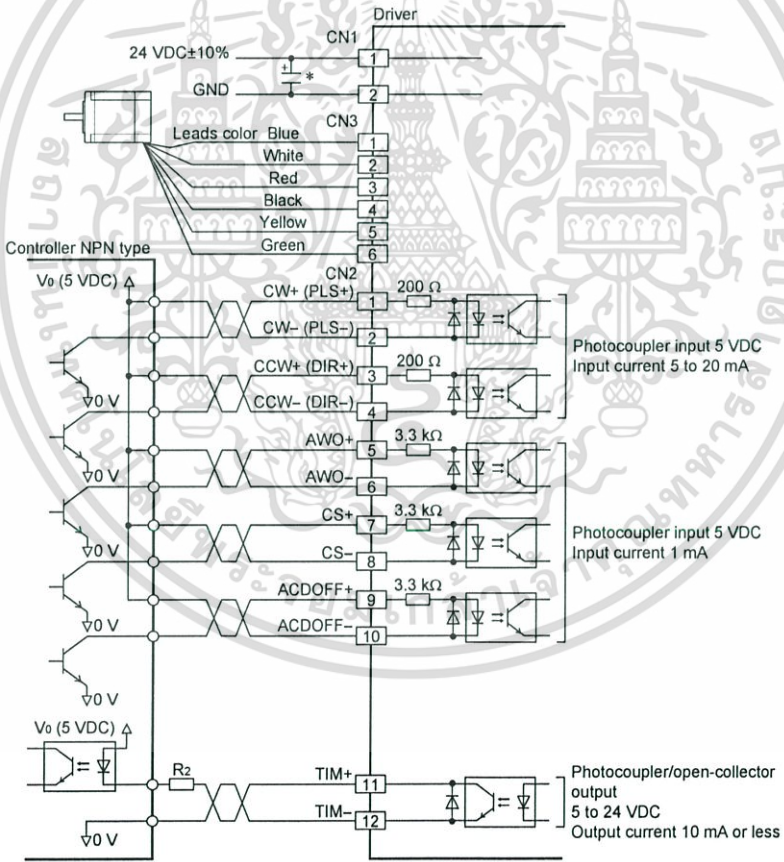 Driver
CN1
24 VDC±10%
1
+
*
GND
2
CN3
Leads color Blue
1
White
2
Red
3
Black
4
Yellow
5
Green
6
Controller NPN type
CN2
V0 (5 VDC)
CW+ (PLS+)
1
200 Ω
CW− (PLS−)
2
Photocoupler input 5 VDC
Input current 5 to 20 mA
0 V
CCW+ (DIR+)
3
200 Ω
CCW− (DIR−)
4
0 V
AWO+
5
3.3 kΩ
AWO−
6
0 V
CS+
7
3.3 kΩ
Photocoupler input 5 VDC
Input current 1 mA
CS−
8
0 V
ACDOFF+
9
3.3 kΩ
ACDOFF−
10
0 V
V0 (5 VDC)
R2
TIM+
11
Photocoupler/open-collector
output
5 to 24 VDC
Output current 10 mA or less
TIM−
12
0 V